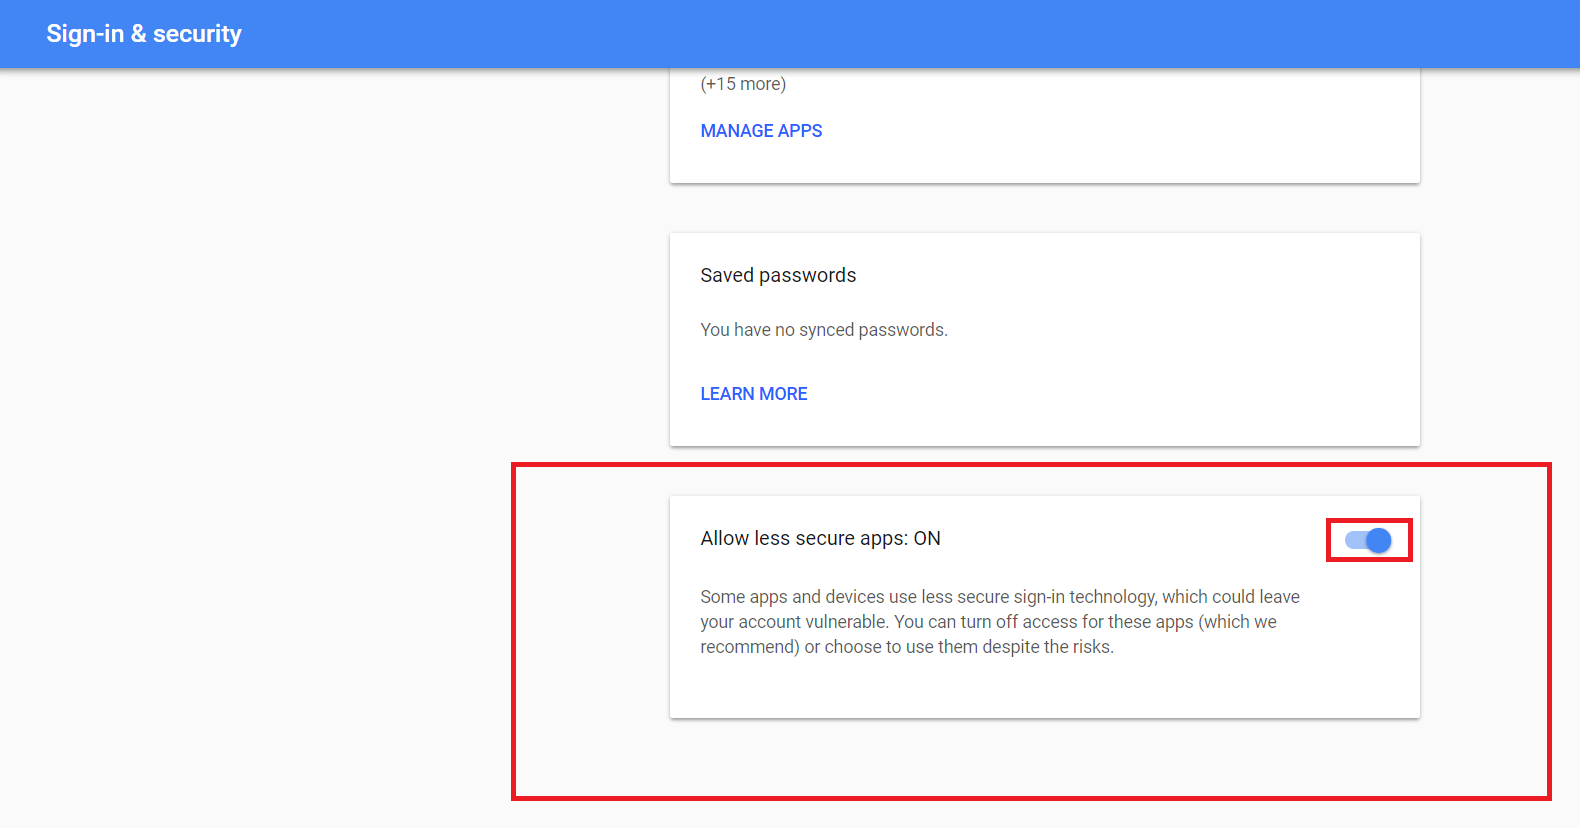 Sign-in & security
(+15 more)
MANAGE APPS
Saved passwords
You have no synced passwords.
LEARN MORE
Allow less secure apps: ON
Some apps and devices use less secure sign-in technology, which could leave
your account vulnerable. You can turn off access for these apps (which we
recommend) or choose to use them despite the risks.